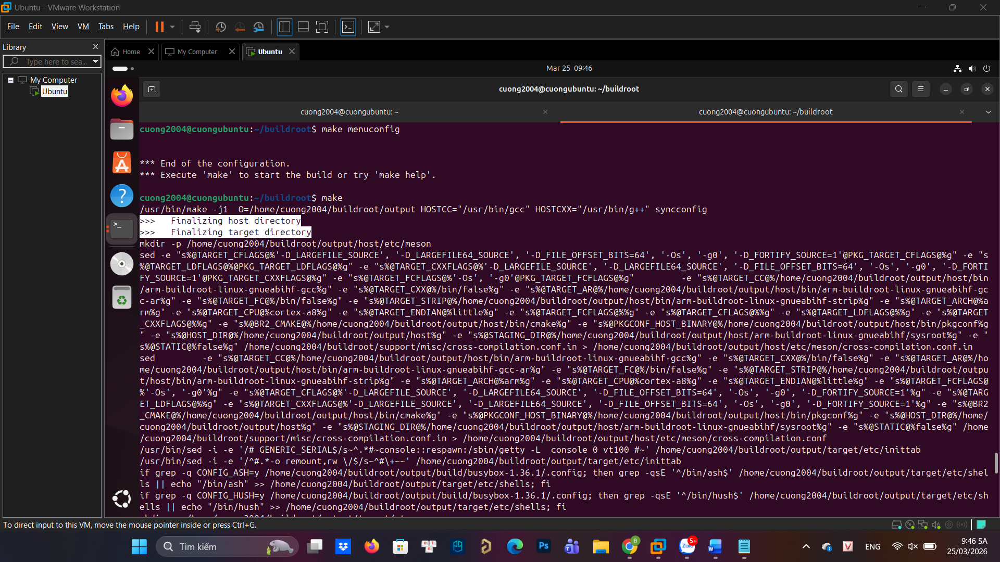 Ubuntu - VMware Workstation
File Edit View VM Tabs Help
Library
Type here to sea...
My Computer
Ubuntu
Home
My Computer
Ubuntu
Mar 25 09:46
cuong2004@cuongubuntu: ~/buildroot
cuong2004@cuongubuntu: ~
cuong2004@cuongubuntu: ~/buildroot
cuong2004@cuongubuntu:~/buildroot$ make menuconfig
*** End of the configuration.
*** Execute 'make' to start the build or try 'make help'.
cuong2004@cuongubuntu:~/buildroot$ make
/usr/bin/make -j1  O=/home/cuong2004/buildroot/output HOSTCC="/usr/bin/gcc" HOSTCXX="/usr/bin/g++" syncconfig
>>>   Finalizing host directory
>>>   Finalizing target directory
mkdir -p /home/cuong2004/buildroot/output/host/etc/meson
sed -e "s%@TARGET_CFLAGS@%'-D_LARGEFILE_SOURCE', '-D_LARGEFILE64_SOURCE', '-D_FILE_OFFSET_BITS=64', '-Os', '-g0', '-D_FORTIFY_SOURCE=1'@PKG_TARGET_CFLAGS@%g" -e "s
%@TARGET_LDFLAGS@%@PKG_TARGET_LDFLAGS@%g" -e "s%@TARGET_CXXFLAGS@%'-D_LARGEFILE_SOURCE', '-D_LARGEFILE64_SOURCE', '-D_FILE_OFFSET_BITS=64', '-Os', '-g0', '-D_FORTI
FY_SOURCE=1'@PKG_TARGET_CXXFLAGS@%g" -e "s%@TARGET_FCFLAGS@%'-Os', '-g0'@PKG_TARGET_FCFLAGS@%g"         -e "s%@TARGET_CC@%/home/cuong2004/buildroot/output/host/bin
/arm-buildroot-linux-gnueabihf-gcc%g" -e "s%@TARGET_CXX@%/bin/false%g" -e "s%@TARGET_AR@%/home/cuong2004/buildroot/output/host/bin/arm-buildroot-linux-gnueabihf-gc
c-ar%g" -e "s%@TARGET_FC@%/bin/false%g" -e "s%@TARGET_STRIP@%/home/cuong2004/buildroot/output/host/bin/arm-buildroot-linux-gnueabihf-strip%g" -e "s%@TARGET_ARCH@%a
rm%g" -e "s%@TARGET_CPU@%cortex-a8%g" -e "s%@TARGET_ENDIAN@%little%g" -e "s%@TARGET_FCFLAGS@%%g" -e "s%@TARGET_CFLAGS@%%g" -e "s%@TARGET_LDFLAGS@%%g" -e "s%@TARGET
_CXXFLAGS@%%g" -e "s%@BR2_CMAKE@%/home/cuong2004/buildroot/output/host/bin/cmake%g" -e "s%@PKGCONF_HOST_BINARY@%/home/cuong2004/buildroot/output/host/bin/pkgconf%g
" -e "s%@HOST_DIR@%/home/cuong2004/buildroot/output/host%g" -e "s%@STAGING_DIR@%/home/cuong2004/buildroot/output/host/arm-buildroot-linux-gnueabihf/sysroot%g" -e "
s%@STATIC@%false%g" /home/cuong2004/buildroot/support/misc/cross-compilation.conf.in > /home/cuong2004/buildroot/output/host/etc/meson/cross-compilation.conf.in
sed         -e "s%@TARGET_CC@%/home/cuong2004/buildroot/output/host/bin/arm-buildroot-linux-gnueabihf-gcc%g" -e "s%@TARGET_CXX@%/bin/false%g" -e "s%@TARGET_AR@%/ho
me/cuong2004/buildroot/output/host/bin/arm-buildroot-linux-gnueabihf-gcc-ar%g" -e "s%@TARGET_FC@%/bin/false%g" -e "s%@TARGET_STRIP@%/home/cuong2004/buildroot/outpu
t/host/bin/arm-buildroot-linux-gnueabihf-strip%g" -e "s%@TARGET_ARCH@%arm%g" -e "s%@TARGET_CPU@%cortex-a8%g" -e "s%@TARGET_ENDIAN@%little%g" -e "s%@TARGET_FCFLAGS@
%'-Os', '-g0'%g" -e "s%@TARGET_CFLAGS@%'-D_LARGEFILE_SOURCE', '-D_LARGEFILE64_SOURCE', '-D_FILE_OFFSET_BITS=64', '-Os', '-g0', '-D_FORTIFY_SOURCE=1'%g" -e "s%@TARG
ET_LDFLAGS@%%g" -e "s%@TARGET_CXXFLAGS@%'-D_LARGEFILE_SOURCE', '-D_LARGEFILE64_SOURCE', '-D_FILE_OFFSET_BITS=64', '-Os', '-g0', '-D_FORTIFY_SOURCE=1'%g" -e "s%@BR2
_CMAKE@%/home/cuong2004/buildroot/output/host/bin/cmake%g" -e "s%@PKGCONF_HOST_BINARY@%/home/cuong2004/buildroot/output/host/bin/pkgconf%g" -e "s%@HOST_DIR@%/home/
cuong2004/buildroot/output/host%g" -e "s%@STAGING_DIR@%/home/cuong2004/buildroot/output/host/arm-buildroot-linux-gnueabihf/sysroot%g" -e "s%@STATIC@%false%g" /home
/cuong2004/buildroot/support/misc/cross-compilation.conf.in > /home/cuong2004/buildroot/output/host/etc/meson/cross-compilation.conf
/usr/bin/sed -i -e '/# GENERIC_SERIAL$/s~^.*#~console::respawn:/sbin/getty -L  console 0 vt100 #~' /home/cuong2004/buildroot/output/target/etc/inittab
/usr/bin/sed -i -e '/^#.*-o remount,rw \/$/s~^#\+~~' /home/cuong2004/buildroot/output/target/etc/inittab
if grep -q CONFIG_ASH=y /home/cuong2004/buildroot/output/build/busybox-1.36.1/.config; then grep -qsE '^/bin/ash$' /home/cuong2004/buildroot/output/target/etc/shel
ls || echo "/bin/ash" >> /home/cuong2004/buildroot/output/target/etc/shells; fi
if grep -q CONFIG_HUSH=y /home/cuong2004/buildroot/output/build/busybox-1.36.1/.config; then grep -qsE '^/bin/hush$' /home/cuong2004/buildroot/output/target/etc/sh
ells || echo "/bin/hush" >> /home/cuong2004/buildroot/output/target/etc/shells; fi
To direct input to this VM, move the mouse pointer inside or press Ctrl+G.
Tìm kiếm
Ps
B
Zalo
5+
ENG
9:46 SA
25/03/2026